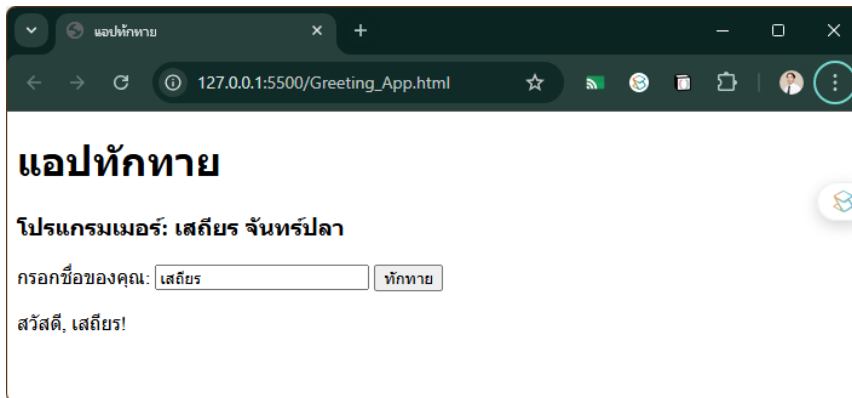 แอปทักทาย
127.0.0.1:5500/Greeting_App.html
แอปทักทาย
โปรแกรมเมอร์: เสถียร จันทร์ปลา
กรอกชื่อของคุณ: เสถียร ทักทาย
สวัสดี, เสถียร!